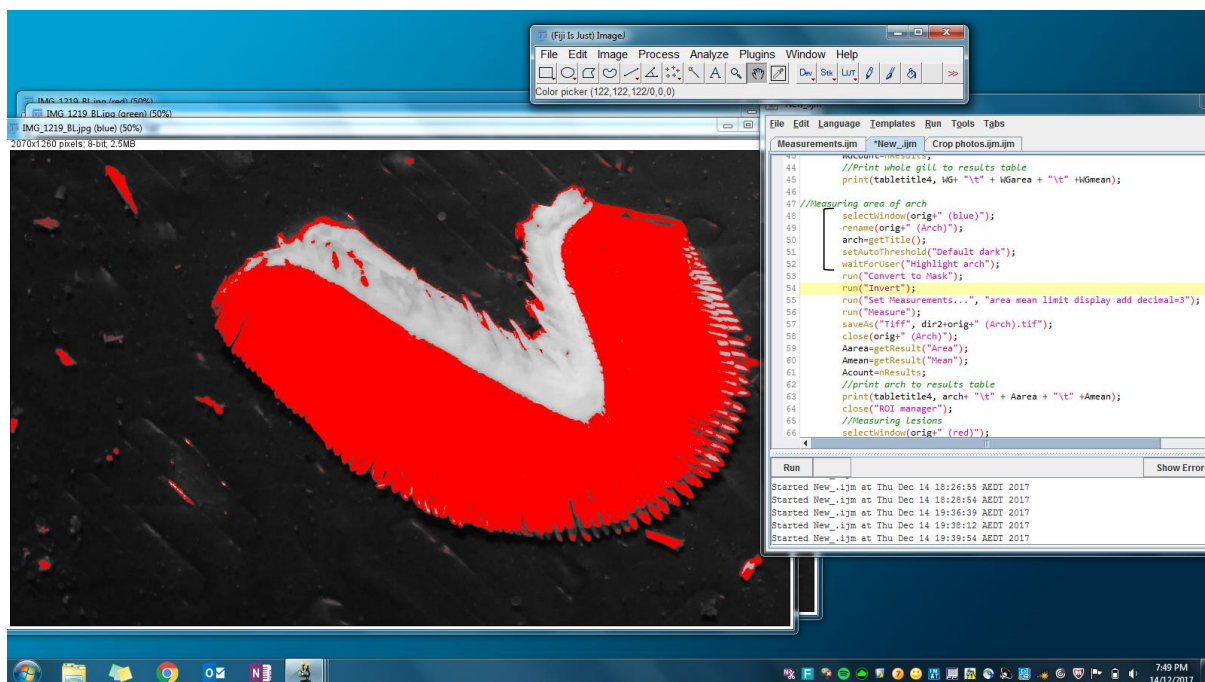 (Fiji Is Just) ImageJ
File Edit Image Process Analyze Plugins Window Help
Dev Stk LUT
Color picker (122,122,122/0,0,0)
IMG_1219_BL.jpg (red) (50%)
IMG_1219_BL.jpg (green) (50%)
IMG_1219_BL.jpg (blue) (50%)
2070x1260 pixels; 8-bit; 2.5MB
*New_.ijm
File Edit Language Templates Run Tools Tabs
Measurements.ijm *New_.ijm Crop photos.ijm.ijm
43 WGcount=nResults;
44 //Print whole gill to results table
45 print(tabletitle4, WG+ "\t" + WGarea + "\t" +WGmean);
46
47 //Measuring area of arch
48 selectWindow(orig+" (blue)");
49 rename(orig+" (Arch)");
50 arch=getTitle();
51 setAutoThreshold("Default dark");
52 waitForUser("Highlight arch");
53 run("Convert to Mask");
54 run("Invert");
55 run("Set Measurements...", "area mean limit display add decimal=3");
56 run("Measure");
57 saveAs("Tiff", dir2+orig+" (Arch).tif");
58 close(orig+" (Arch)");
59 Aarea=getResult("Area");
60 Amean=getResult("Mean");
61 Acount=nResults;
62 //print arch to results table
63 print(tabletitle4, arch+ "\t" + Aarea + "\t" +Amean);
64 close("ROI manager");
65 //Measuring lesions
66 selectWindow(orig+" (red)");
Run Show Error
Started New_.ijm at Thu Dec 14 18:26:55 AEDT 2017
Started New_.ijm at Thu Dec 14 18:28:54 AEDT 2017
Started New_.ijm at Thu Dec 14 19:36:39 AEDT 2017
Started New_.ijm at Thu Dec 14 19:38:12 AEDT 2017
Started New_.ijm at Thu Dec 14 19:39:54 AEDT 2017
7:49 PM
14/12/2017